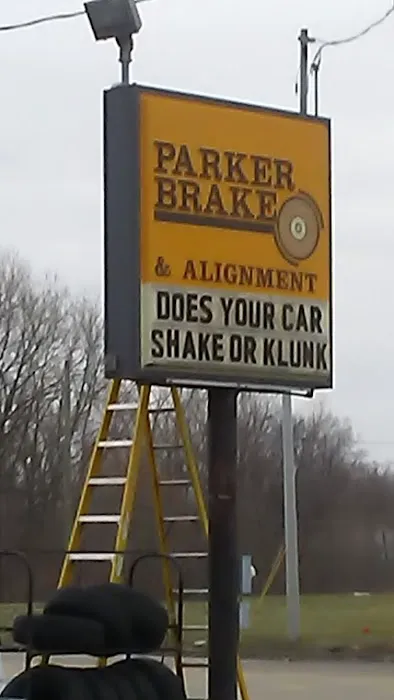 PARKER
BRAKE
& ALIGNMENT
DOES YOUR CAR
SHAKE OR KLUNK